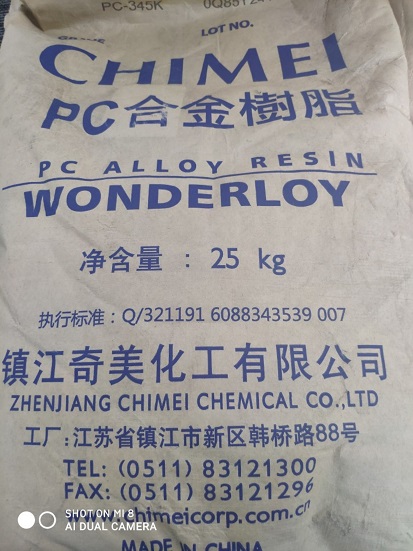 PC-345K
LOT NO.
CHIMEI
PC合金樹脂
PC ALLOY RESIN
WONDERLOY
净含量 : 25 kg
执行标准：Q/321191 6088343539 007
镇江奇美化工有限公司
ZHENJIANG CHIMEI CHEMICAL CO.,LTD
工厂:江苏省镇江市新区韩桥路88号
TEL: (0511) 83121300
FAX: (0511) 83121296
www.chimeicorp.com.cn
MADE IN CHINA
SHOT ON MI 8
AI DUAL CAMERA